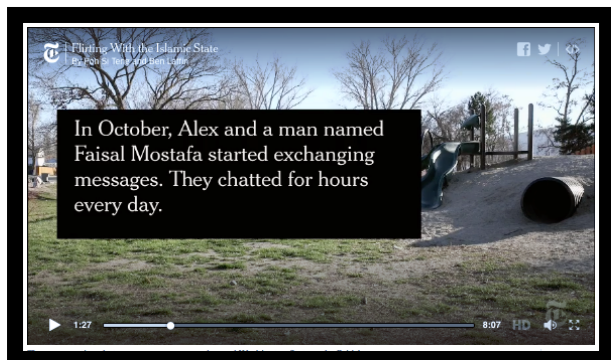 Flirting With the Islamic State
By Poh Si Teng and Ben Laffin
In October, Alex and a man named
Faisal Mostafa started exchanging
messages. They chatted for hours
every day.
1:27
8:07
HD